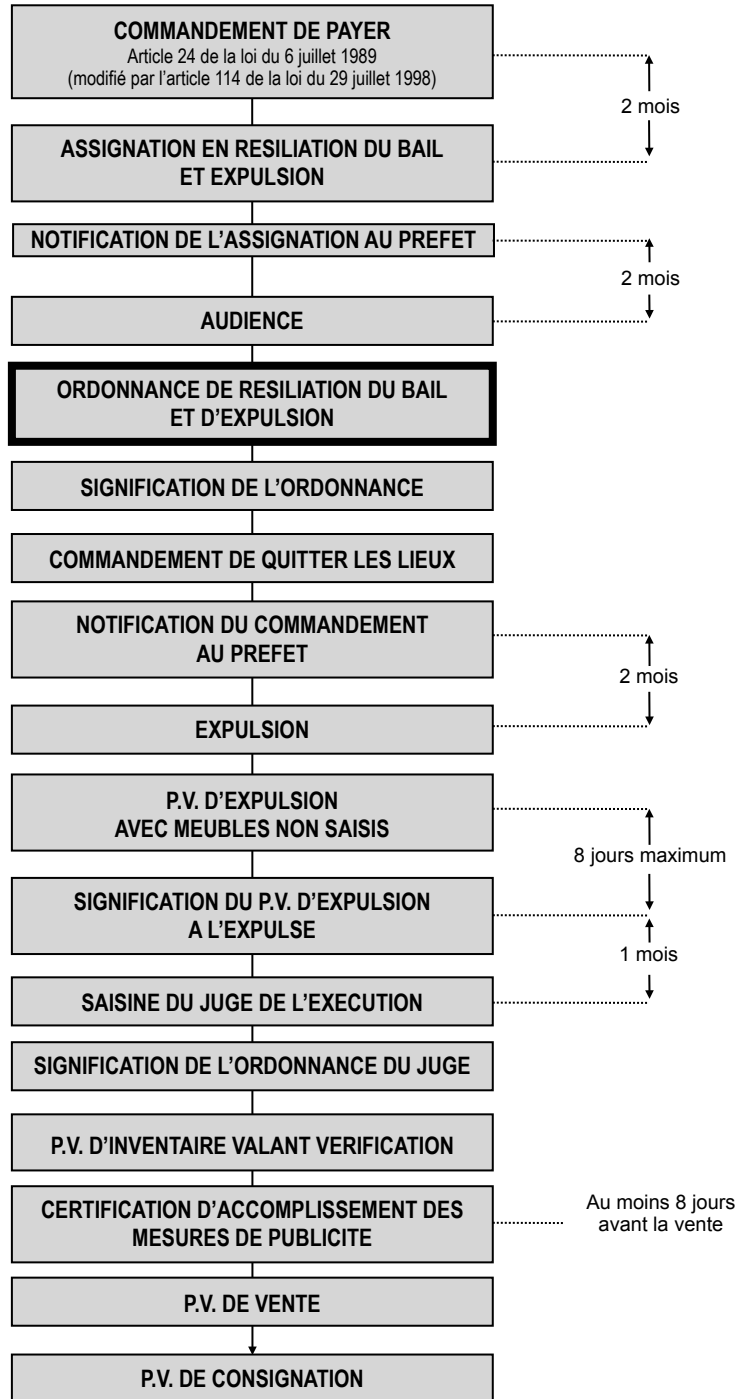 COMMANDEMENT DE PAYER
Article 24 de la loi du 6 juillet 1989
(modifié par l'article 114 de la loi du 29 juillet 1998)
2 mois
ASSIGNATION EN RESILIATION DU BAIL
ET EXPULSION
NOTIFICATION DE L'ASSIGNATION AU PREFET
2 mois
AUDIENCE
ORDONNANCE DE RESILIATION DU BAIL
ET D'EXPULSION
SIGNIFICATION DE L'ORDONNANCE
COMMANDEMENT DE QUITTER LES LIEUX
NOTIFICATION DU COMMANDEMENT
AU PREFET
2 mois
EXPULSION
P.V. D'EXPULSION
AVEC MEUBLES NON SAISIS
8 jours maximum
SIGNIFICATION DU P.V. D'EXPULSION
A L'EXPULSE
1 mois
SAISINE DU JUGE DE L'EXECUTION
SIGNIFICATION DE L'ORDONNANCE DU JUGE
P.V. D'INVENTAIRE VALANT VERIFICATION
CERTIFICATION D'ACCOMPLISSEMENT DES
MESURES DE PUBLICITE
Au moins 8 jours
avant la vente
P.V. DE VENTE
P.V. DE CONSIGNATION